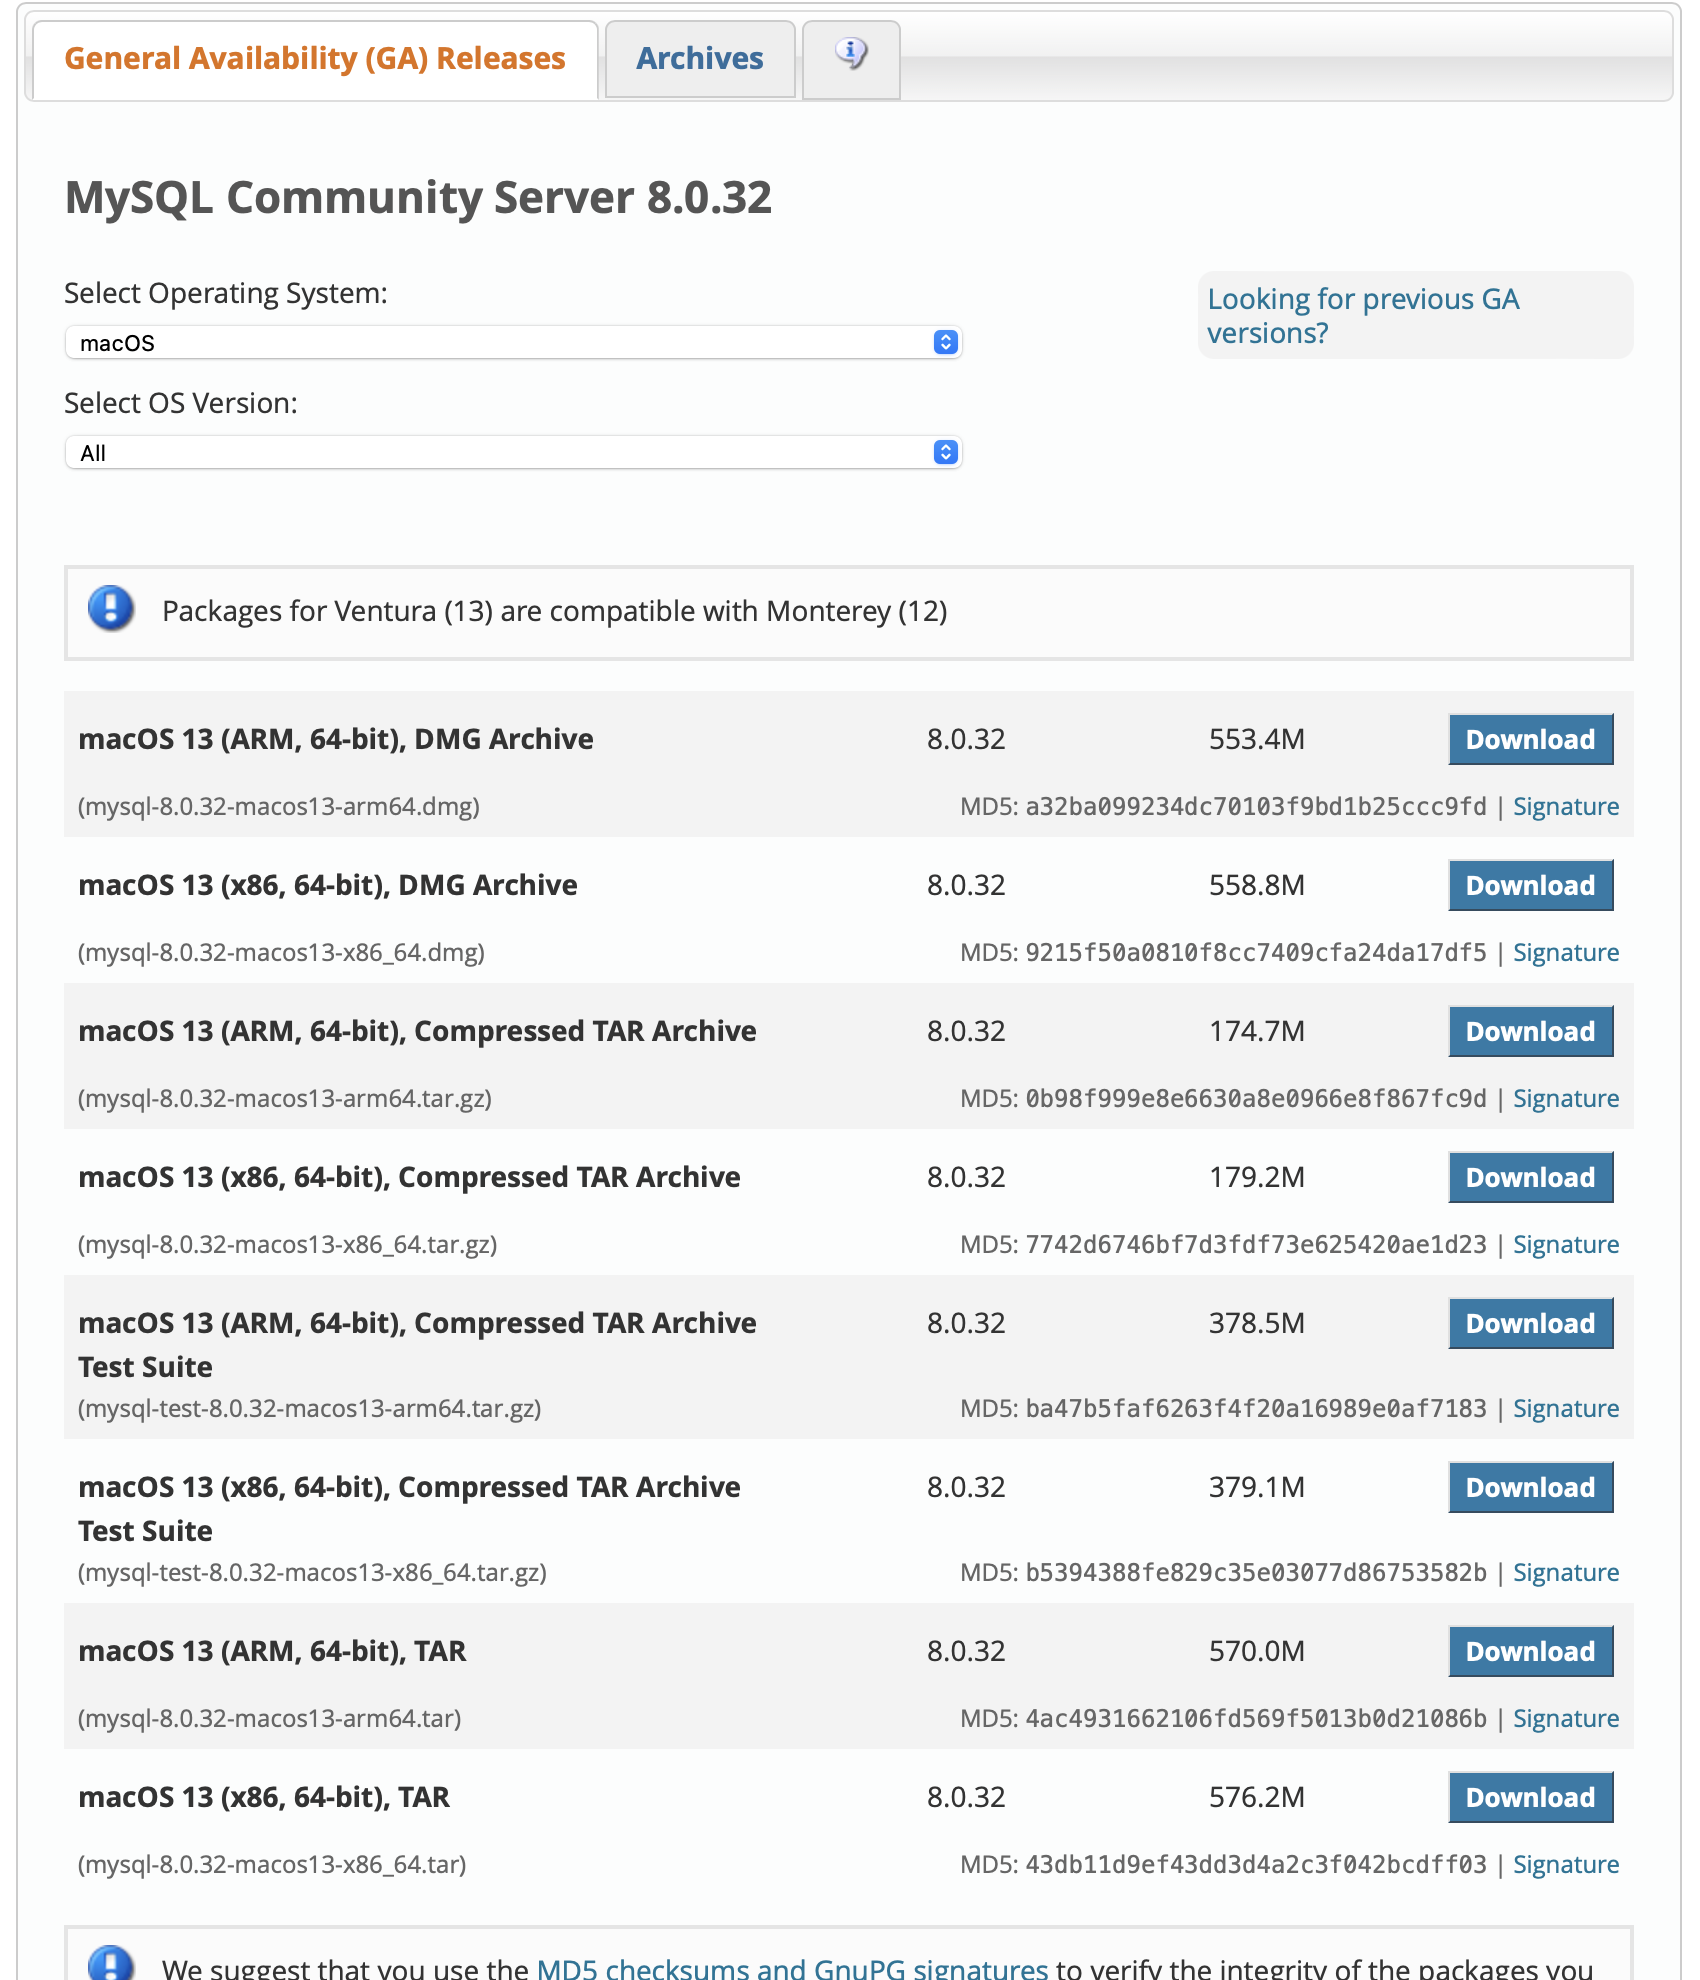 General Availability (GA) Releases
Archives
MySQL Community Server 8.0.32
Select Operating System:
macOS
Looking for previous GA
versions?
Select OS Version:
All
Packages for Ventura (13) are compatible with Monterey (12)
macOS 13 (ARM, 64-bit), DMG Archive 8.0.32 553.4M Download
(mysql-8.0.32-macos13-arm64.dmg) MD5: a32ba099234dc70103f9bd1b25ccc9fd | Signature
macOS 13 (x86, 64-bit), DMG Archive 8.0.32 558.8M Download
(mysql-8.0.32-macos13-x86_64.dmg) MD5: 9215f50a0810f8cc7409cfa24da17df5 | Signature
macOS 13 (ARM, 64-bit), Compressed TAR Archive 8.0.32 174.7M Download
(mysql-8.0.32-macos13-arm64.tar.gz) MD5: 0b98f999e8e6630a8e0966e8f867fc9d | Signature
macOS 13 (x86, 64-bit), Compressed TAR Archive 8.0.32 179.2M Download
(mysql-8.0.32-macos13-x86_64.tar.gz) MD5: 7742d6746bf7d3fdf73e625420ae1d23 | Signature
macOS 13 (ARM, 64-bit), Compressed TAR Archive 8.0.32 378.5M Download
Test Suite
(mysql-test-8.0.32-macos13-arm64.tar.gz) MD5: ba47b5faf6263f4f20a16989e0af7183 | Signature
macOS 13 (x86, 64-bit), Compressed TAR Archive 8.0.32 379.1M Download
Test Suite
(mysql-test-8.0.32-macos13-x86_64.tar.gz) MD5: b5394388fe829c35e03077d86753582b | Signature
macOS 13 (ARM, 64-bit), TAR 8.0.32 570.0M Download
(mysql-8.0.32-macos13-arm64.tar) MD5: 4ac4931662106fd569f5013b0d21086b | Signature
macOS 13 (x86, 64-bit), TAR 8.0.32 576.2M Download
(mysql-8.0.32-macos13-x86_64.tar) MD5: 43db11d9ef43dd3d4a2c3f042bcdff03 | Signature
We suggest that you use the MD5 checksums and GnuPG signatures to verify the integrity of the packages you